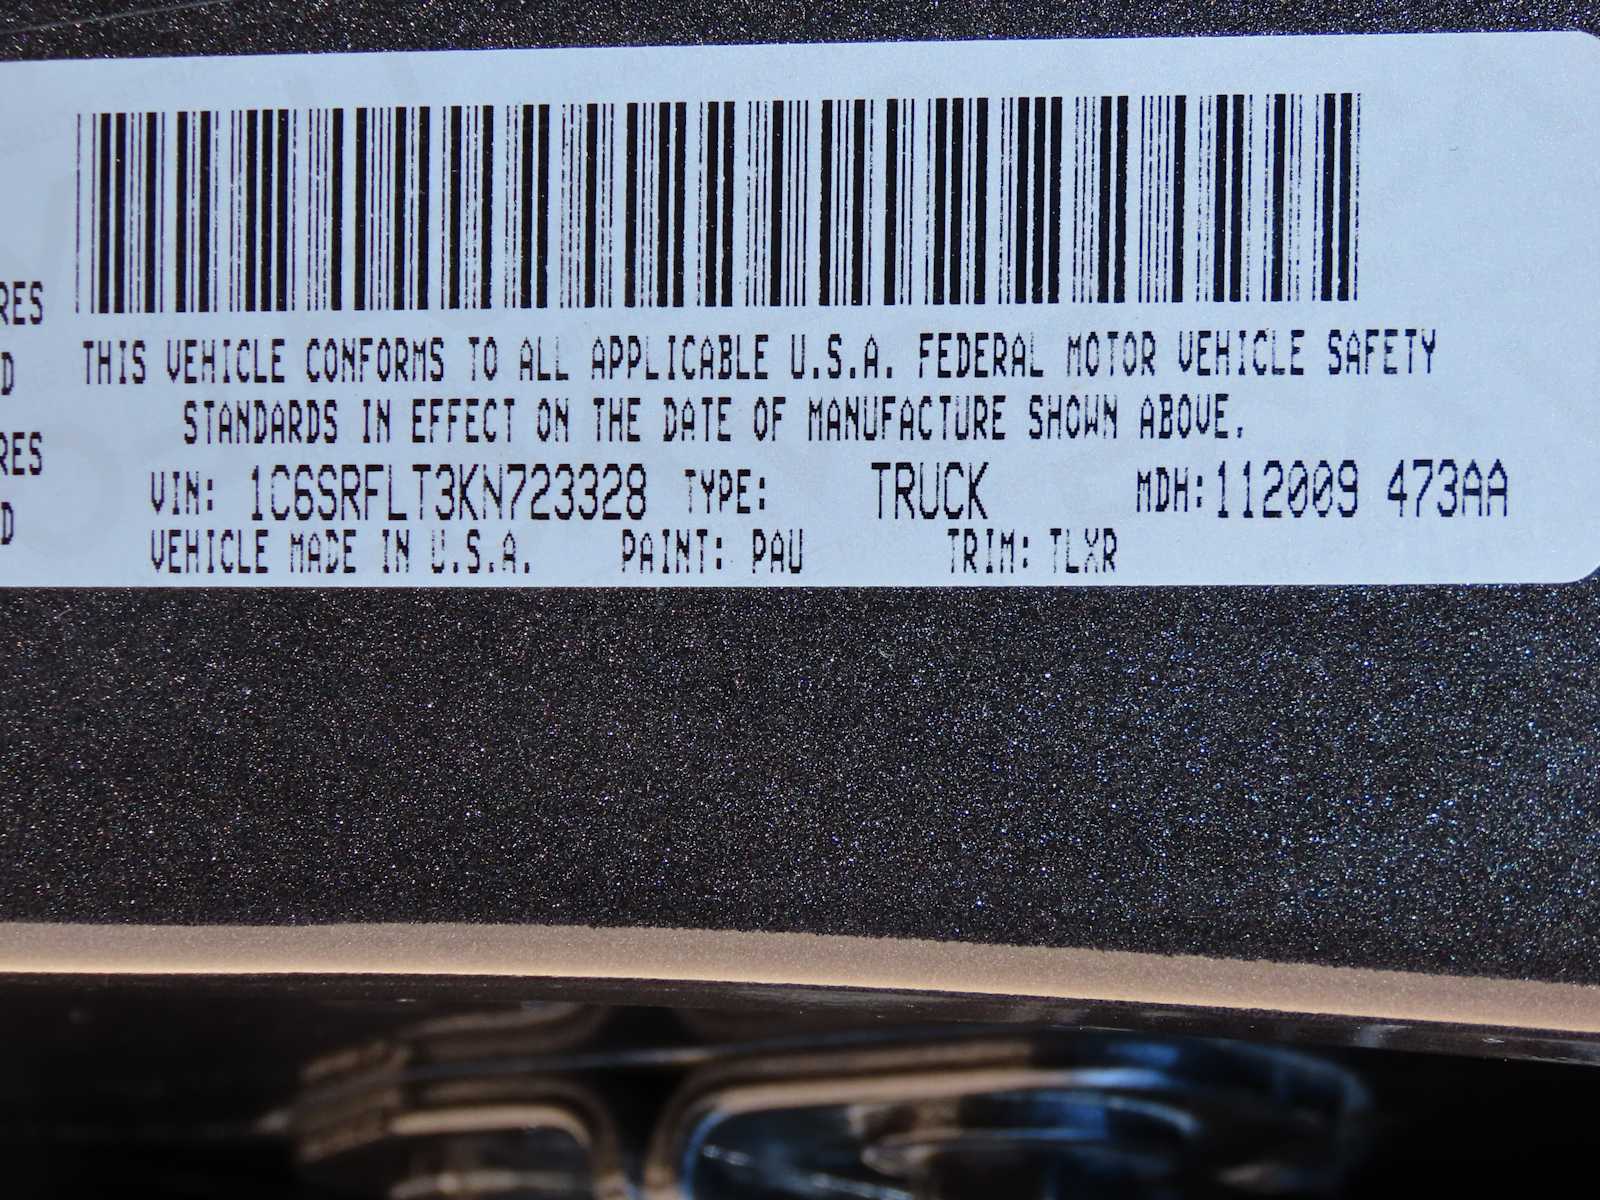 RES
D
RES
D
THIS VEHICLE CONFORMS TO ALL APPLICABLE U.S.A. FEDERAL MOTOR VEHICLE SAFETY
STANDARDS IN EFFECT ON THE DATE OF MANUFACTURE SHOWN ABOVE.
VIN: 1C6SRFLT3KN723328 TYPE: TRUCK MDH:112009 473AA
VEHICLE MADE IN U.S.A. PAINT: PAU TRIM: TLXR